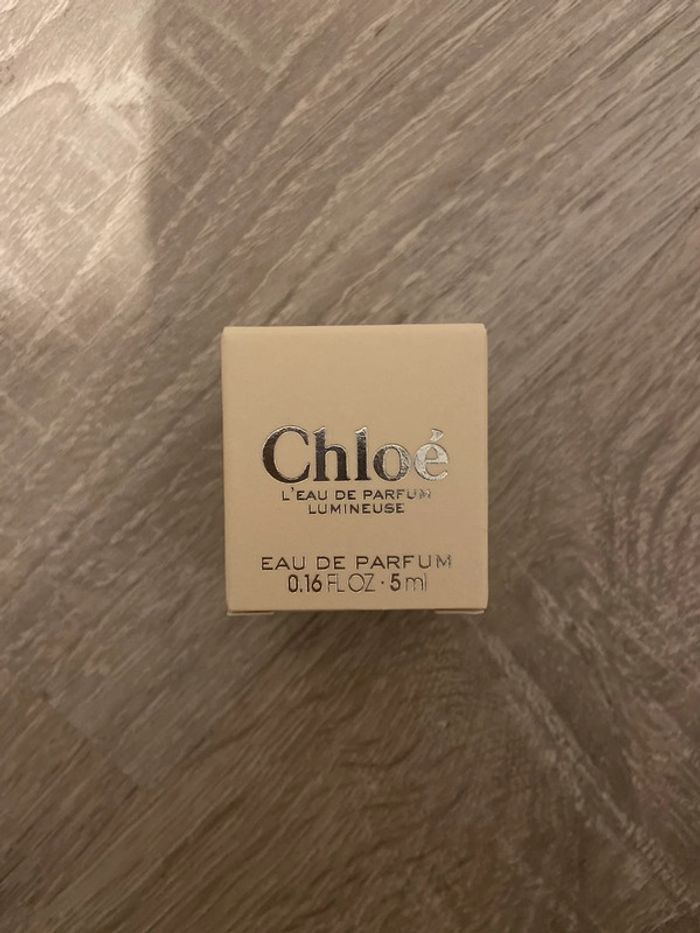 Chloé
L'EAU DE PARFUM
LUMINEUSE
EAU DE PARFUM
0.16 FL OZ · 5 ml